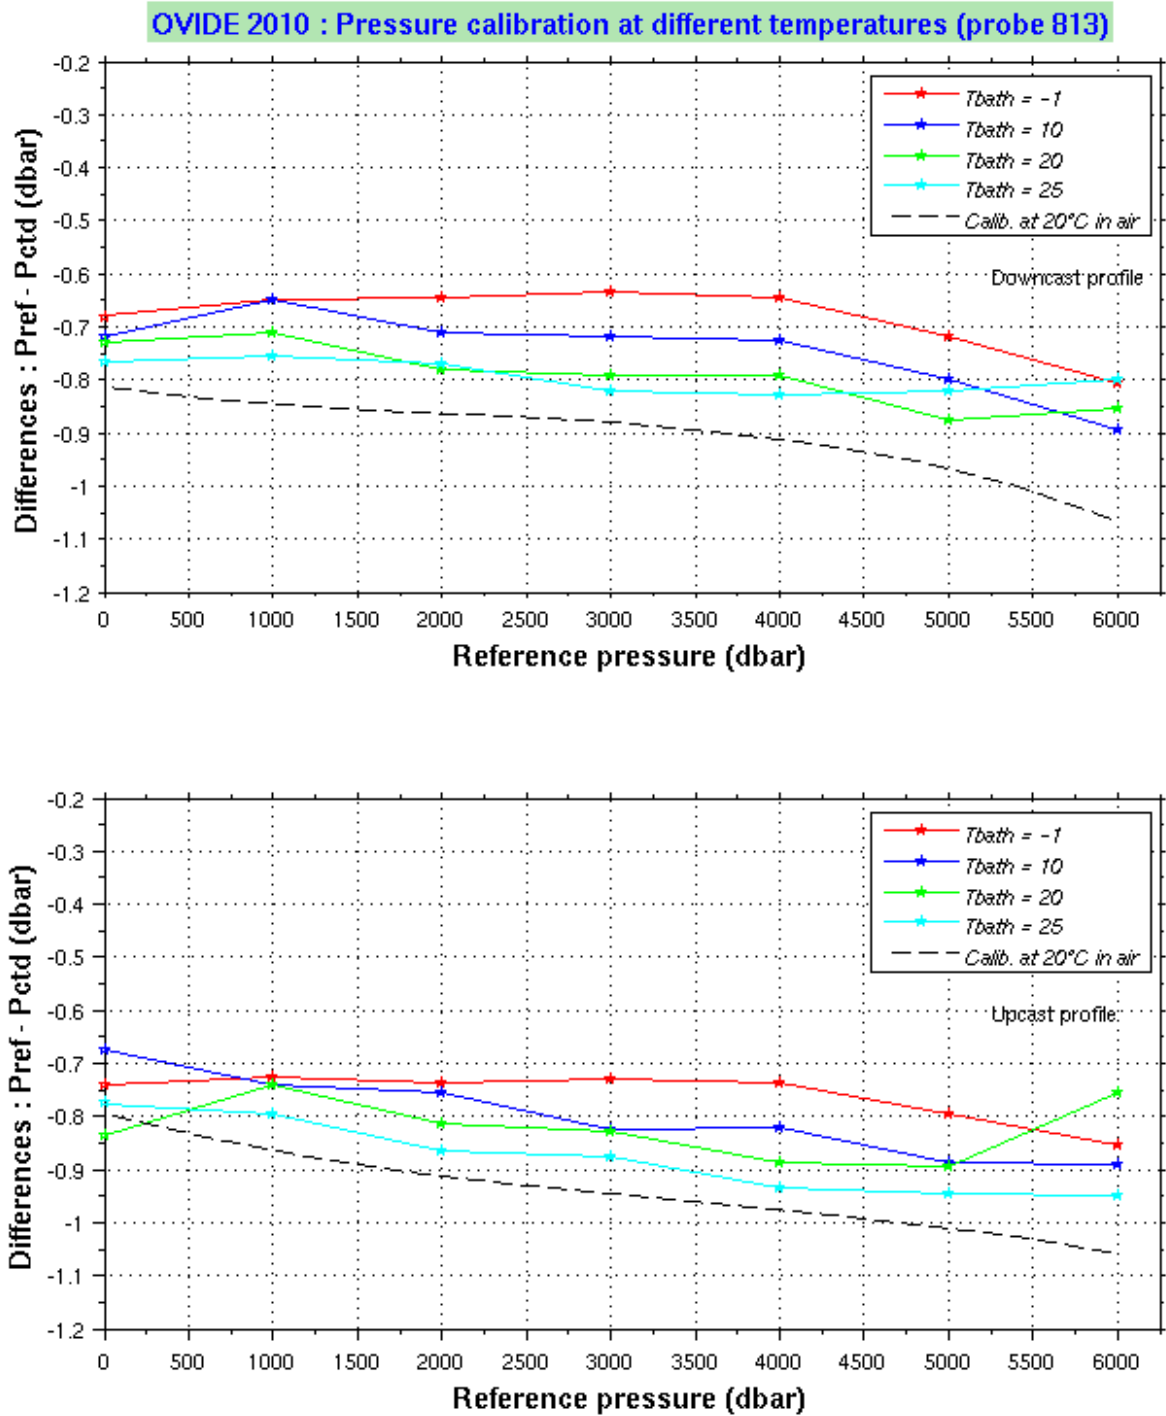 OVIDE 2010 : Pressure calibration at different temperatures (probe 813)
Differences : Pref - Pctd (dbar)
-0.2
-0.3
-0.4
-0.5
-0.6
-0.7
-0.8
-0.9
-1
-1.1
-1.2
Tbath = -1
Tbath = 10
Tbath = 20
Tbath = 25
Calib. at 20°C in air
Downcast profile
0 500 1000 1500 2000 2500 3000 3500 4000 4500 5000 5500 6000
Reference pressure (dbar)
Differences : Pref - Pctd (dbar)
-0.2
-0.3
-0.4
-0.5
-0.6
-0.7
-0.8
-0.9
-1
-1.1
-1.2
Tbath = -1
Tbath = 10
Tbath = 20
Tbath = 25
Calib. at 20°C in air
Upcast profile
0 500 1000 1500 2000 2500 3000 3500 4000 4500 5000 5500 6000
Reference pressure (dbar)